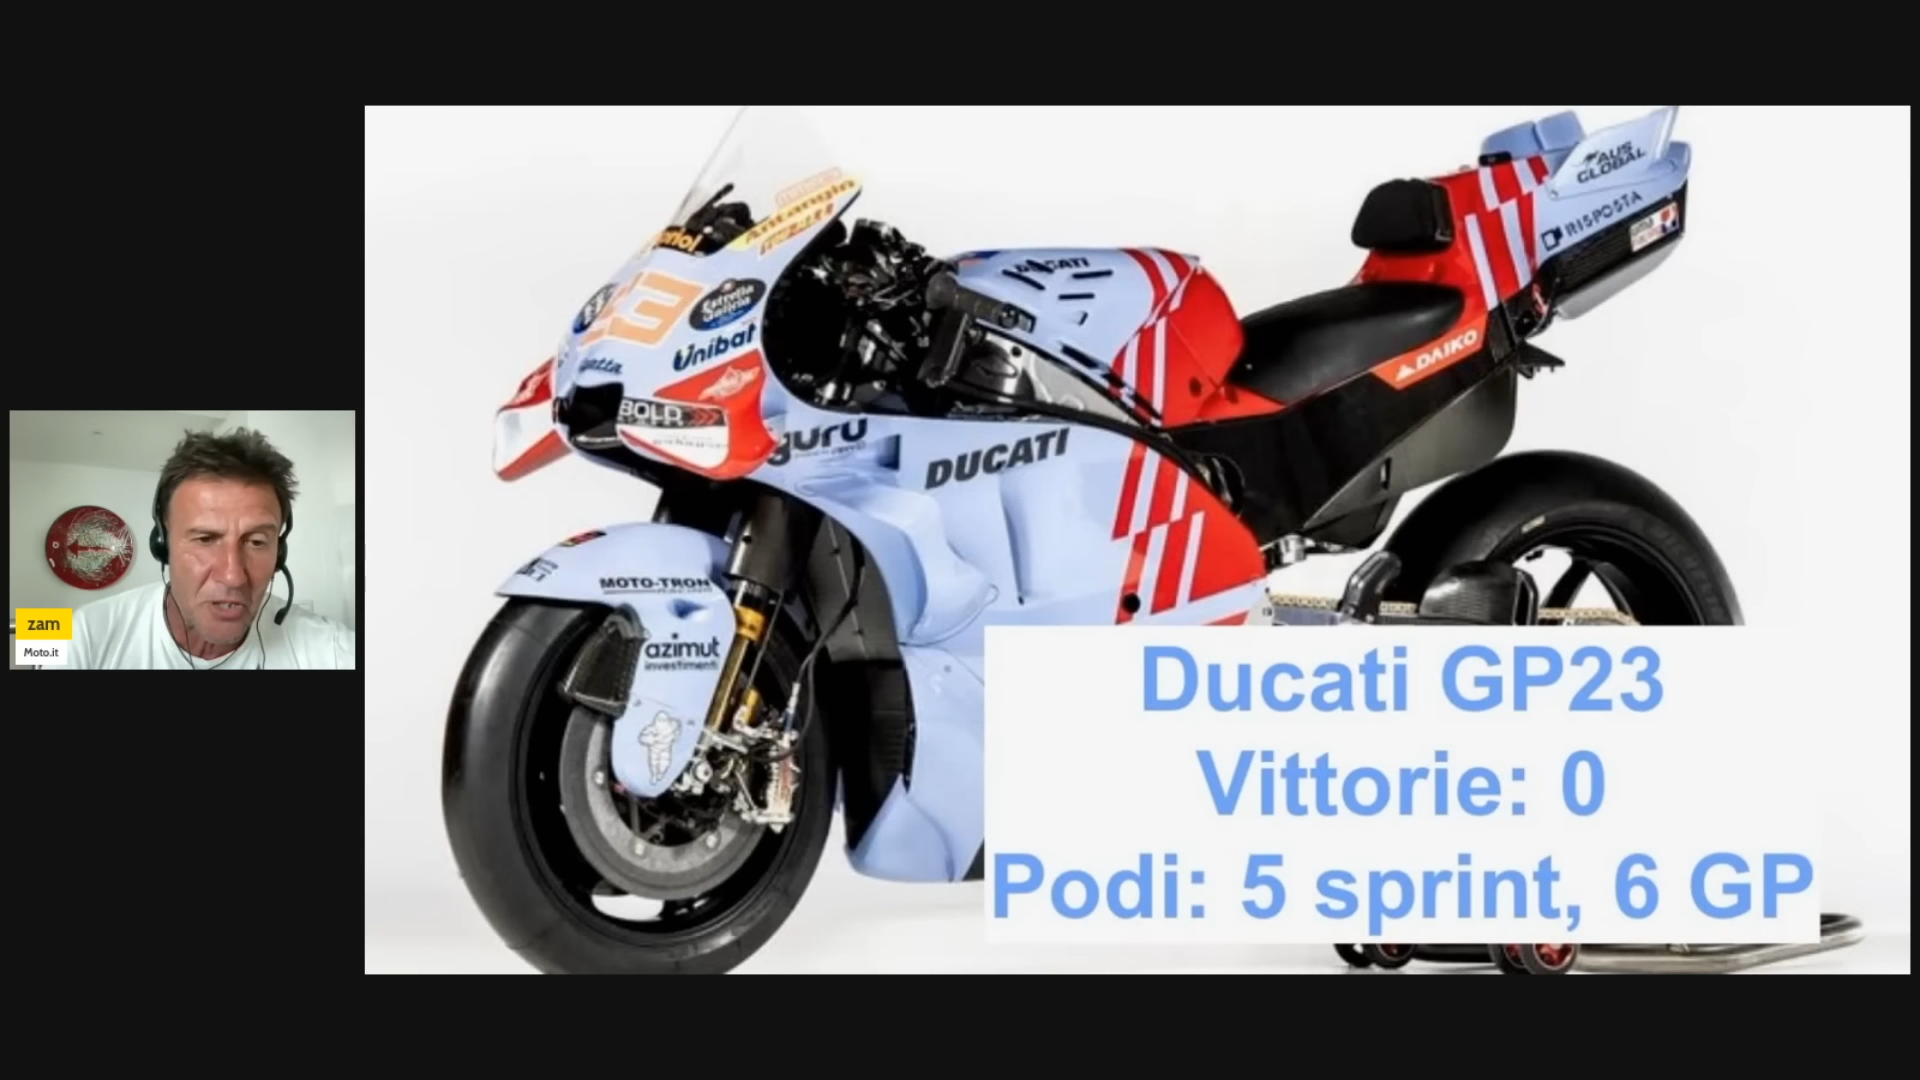 AUS
GLOBAL
RISPOSTA
Antangin
DUCATI
Estrella
Galicia
Unibat
DAIKO
BOLD
guru
DUCATI
MOTO-TRON
azimut
investimenti
zam
Moto.it
Ducati GP23
Vittorie: 0
Podi: 5 sprint, 6 GP